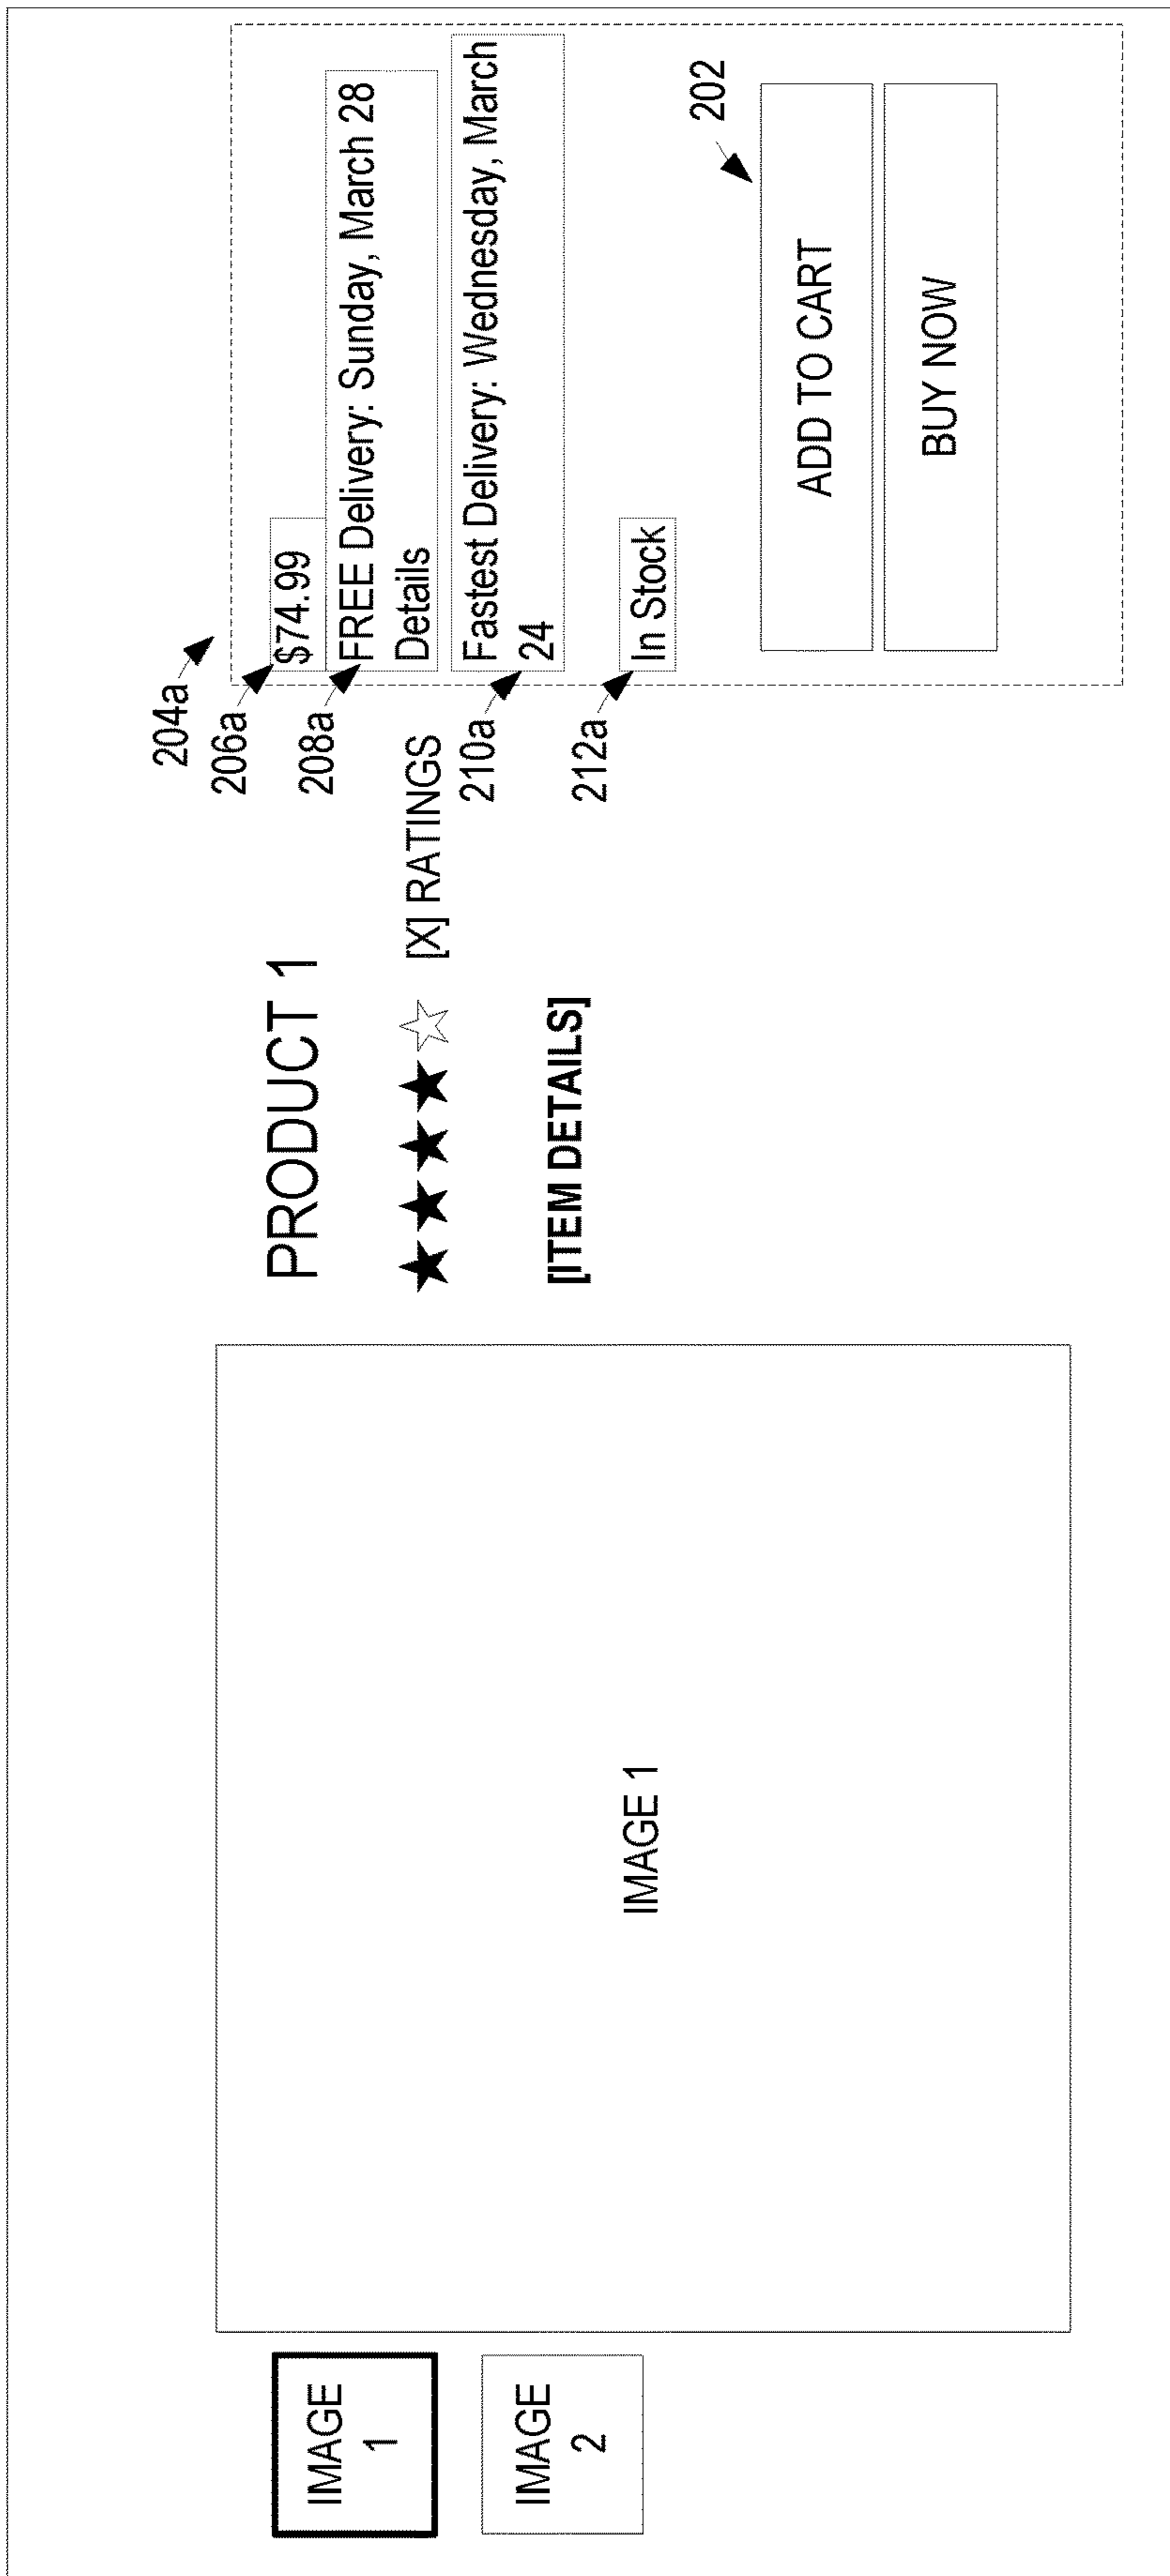 IMAGE
1
IMAGE
2
IMAGE 1
PRODUCT 1
[X] RATINGS
[ITEM DETAILS]
204a
206a
$74.99
208a
FREE Delivery: Sunday, March 28
Details
210a
Fastest Delivery: Wednesday, March
24
212a
In Stock
202
ADD TO CART
BUY NOW